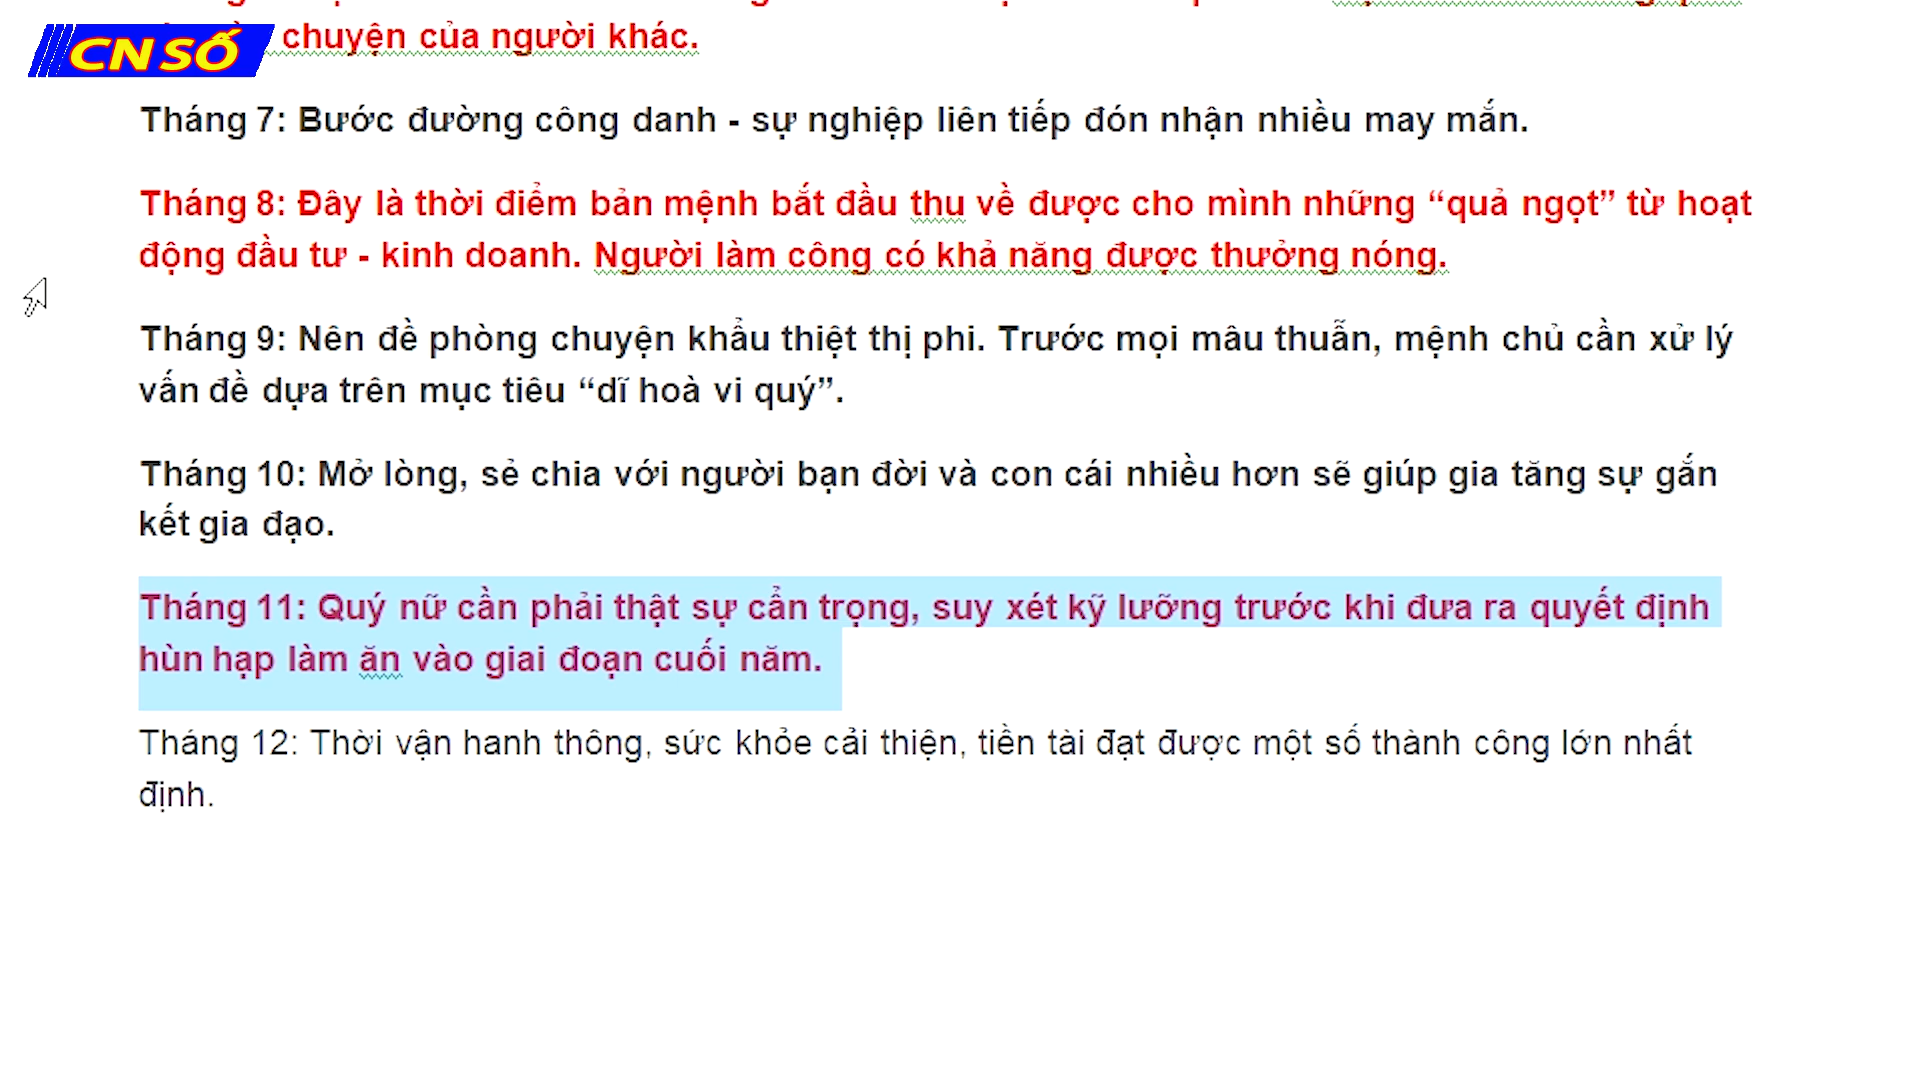 CN SỐ
chuyện của người khác.
Tháng 7: Bước đường công danh - sự nghiệp liên tiếp đón nhận nhiều may mắn.
Tháng 8: Đây là thời điểm bản mệnh bắt đầu thu về được cho mình những “quả ngọt” từ hoạt
động đầu tư - kinh doanh. Người làm công có khả năng được thưởng nóng.
Tháng 9: Nên đề phòng chuyện khẩu thiệt thị phi. Trước mọi mâu thuẫn, mệnh chủ cần xử lý
vấn đề dựa trên mục tiêu “dĩ hoà vi quý”.
Tháng 10: Mở lòng, sẻ chia với người bạn đời và con cái nhiều hơn sẽ giúp gia tăng sự gắn
kết gia đạo.
Tháng 11: Quý nữ cần phải thật sự cẩn trọng, suy xét kỹ lưỡng trước khi đưa ra quyết định
hùn hạp làm ăn vào giai đoạn cuối năm.
Tháng 12: Thời vận hanh thông, sức khỏe cải thiện, tiền tài đạt được một số thành công lớn nhất
định.